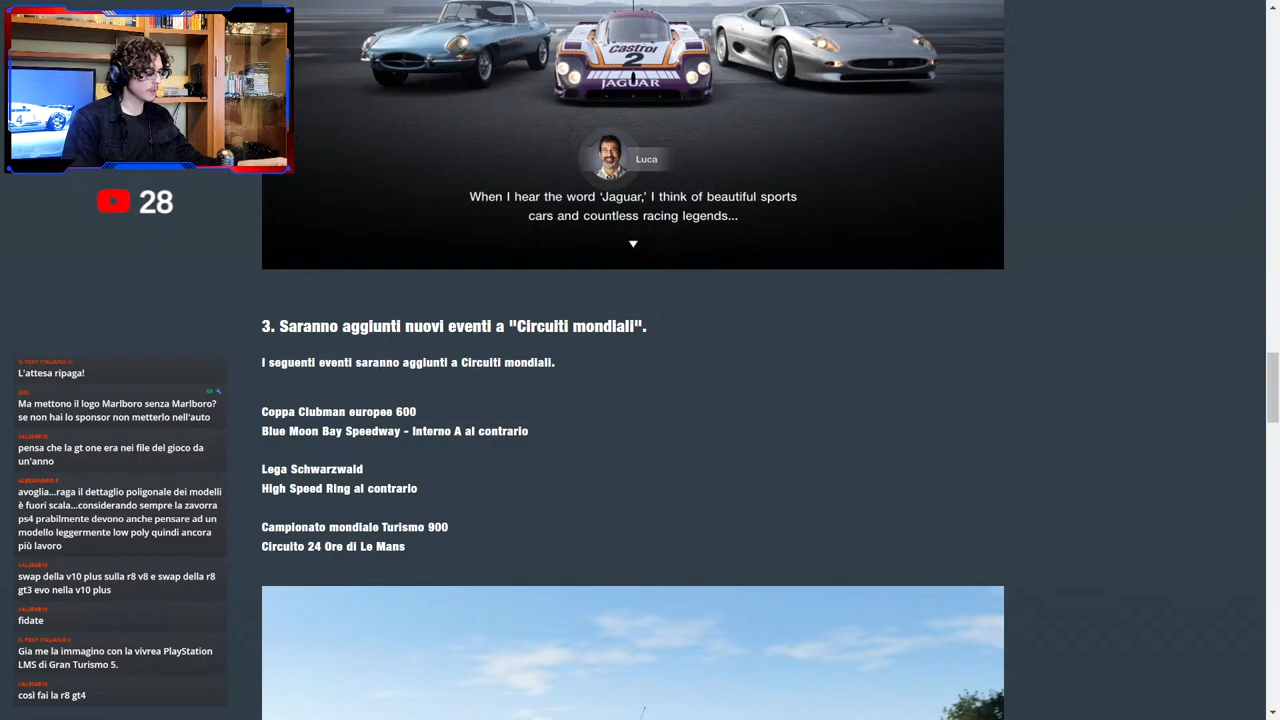 4
Castrol
2
JAGUAR
Luca
When I hear the word ‘Jaguar,’ I think of beautiful sports
cars and countless racing legends...
28
3. Saranno aggiunti nuovi eventi a "Circuiti mondiali".
I seguenti eventi saranno aggiunti a Circuiti mondiali.
Coppa Clubman europee 600
Blue Moon Bay Speedway - Interno A al contrario
Lega Schwarzwald
High Speed Ring al contrario
Campionato mondiale Turismo 900
Circuito 24 Ore di Le Mans
L'attesa ripaga!
Ma mettono il logo Marlboro senza Marlboro?
se non hai lo sponsor non metterlo nell'auto
pensa che la gt one era nei file del gioco da
un'anno
ALESSANDRO P
avoglia...raga il dettaglio poligonale dei modelli
è fuori scala...considerando sempre la zavorra
ps4 prabilmente devono anche pensare ad un
modello leggermente low poly quindi ancora
più lavoro
swap della v10 plus sulla r8 v8 e swap della r8
gt3 evo nella v10 plus
fidate
Gia me la immagino con la vivrea PlayStation
LMS di Gran Turismo 5.
così fai la r8 gt4